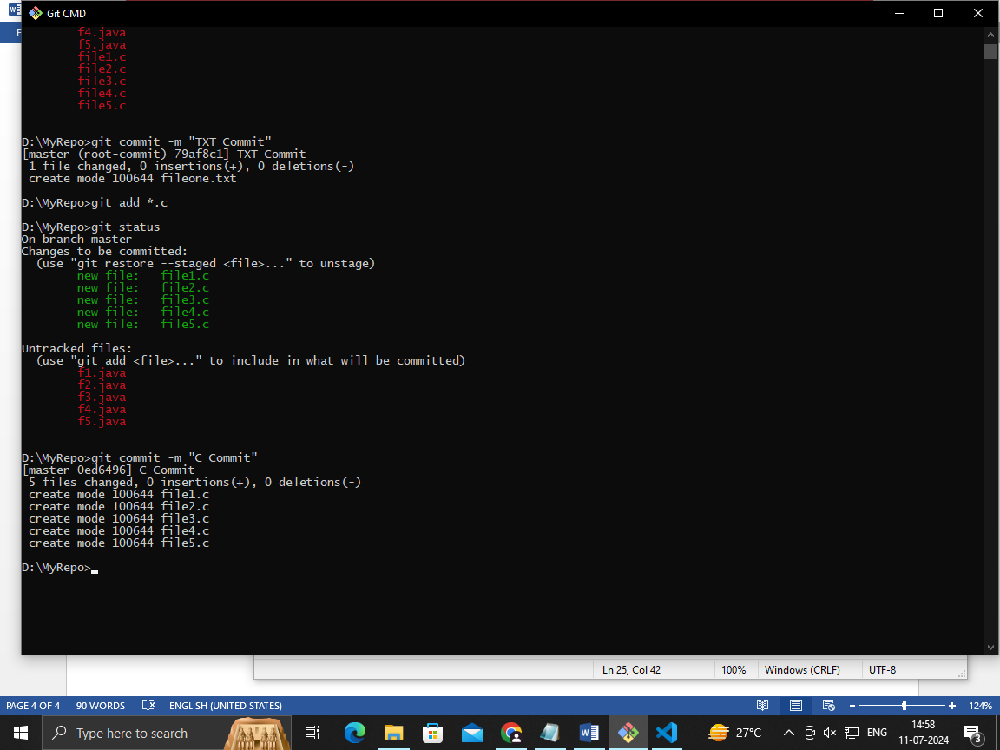 Git CMD
f4.java
f5.java
file1.c
file2.c
file3.c
file4.c
file5.c
D:\MyRepo>git commit -m "TXT Commit"
[master (root-commit) 79af8c1] TXT Commit
1 file changed, 0 insertions(+), 0 deletions(-)
create mode 100644 fileone.txt
D:\MyRepo>git add *.c
D:\MyRepo>git status
On branch master
Changes to be committed:
(use "git restore --staged <file>..." to unstage)
new file:   file1.c
new file:   file2.c
new file:   file3.c
new file:   file4.c
new file:   file5.c
Untracked files:
(use "git add <file>..." to include in what will be committed)
f1.java
f2.java
f3.java
f4.java
f5.java
D:\MyRepo>git commit -m "C Commit"
[master 0ed6496] C Commit
5 files changed, 0 insertions(+), 0 deletions(-)
create mode 100644 file1.c
create mode 100644 file2.c
create mode 100644 file3.c
create mode 100644 file4.c
create mode 100644 file5.c
D:\MyRepo>
Ln 25, Col 42 100% Windows (CRLF) UTF-8
PAGE 4 OF 4 90 WORDS ENGLISH (UNITED STATES) 124%
Type here to search 27°C ENG 14:58
11-07-2024 3